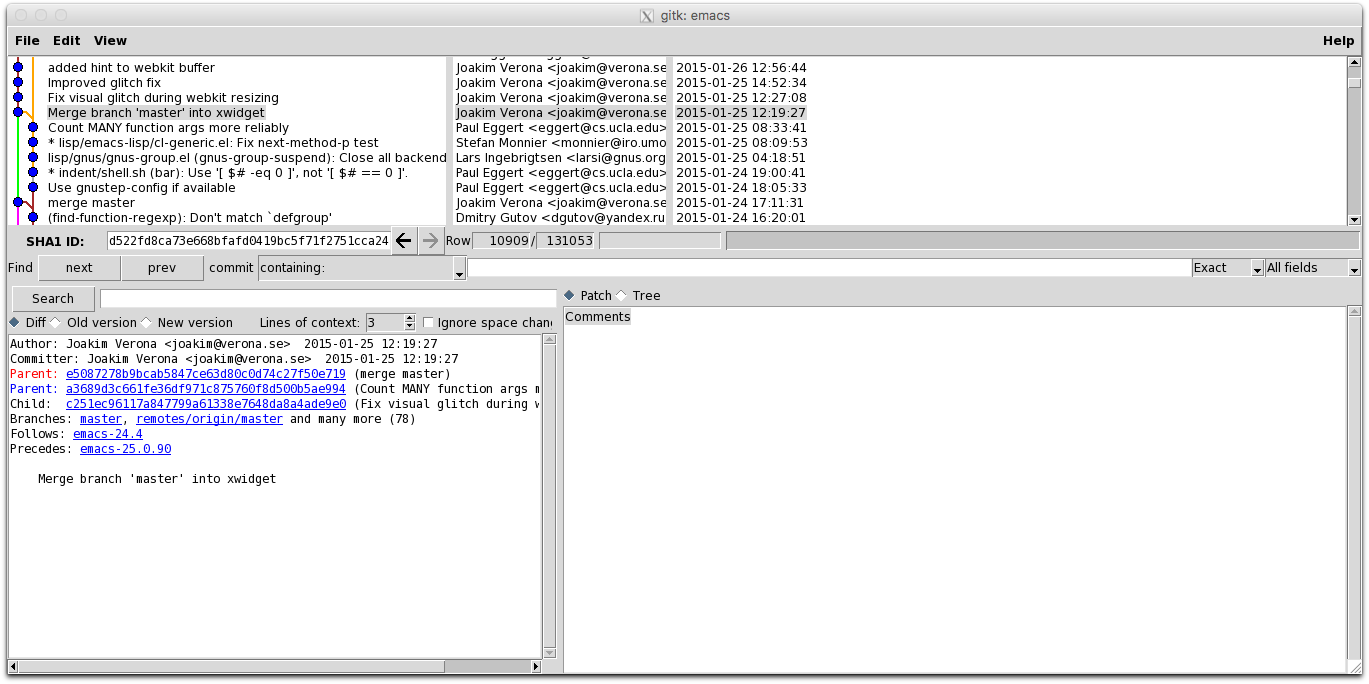 gitk: emacs
File Edit View Help
added hint to webkit buffer Joakim Verona <joakim@verona.se 2015-01-26 12:56:44
Improved glitch fix Joakim Verona <joakim@verona.se 2015-01-25 14:52:34
Fix visual glitch during webkit resizing Joakim Verona <joakim@verona.se 2015-01-25 12:27:08
Merge branch 'master' into xwidget Joakim Verona <joakim@verona.se 2015-01-25 12:19:27
Count MANY function args more reliably Paul Eggert <eggert@cs.ucla.edu> 2015-01-25 08:33:41
* lisp/emacs-lisp/cl-generic.el: Fix next-method-p test Stefan Monnier <monnier@iro.umo 2015-01-25 08:09:53
lisp/gnus/gnus-group.el (gnus-group-suspend): Close all backend Lars Ingebrigtsen <larsi@gnus.org 2015-01-25 04:18:51
* indent/shell.sh (bar): Use '[ $# -eq 0 ]', not '[ $# == 0 ]'. Paul Eggert <eggert@cs.ucla.edu> 2015-01-24 19:00:41
Use gnustep-config if available Paul Eggert <eggert@cs.ucla.edu> 2015-01-24 18:05:33
merge master Joakim Verona <joakim@verona.se 2015-01-24 17:11:31
(find-function-regexp): Don't match `defgroup' Dmitry Gutov <dgutov@yandex.ru 2015-01-24 16:20:01
SHA1 ID: d522fd8ca73e668bfafd0419bc5f71f2751cca24 Row 10909 / 131053
Find next prev commit containing: Exact All fields
Search
Patch Tree
Diff Old version New version Lines of context: 3 Ignore space chan
Comments
Author: Joakim Verona <joakim@verona.se>  2015-01-25 12:19:27
Committer: Joakim Verona <joakim@verona.se>  2015-01-25 12:19:27
Parent: e5087278b9bcab5847ce63d80c0d74c27f50e719 (merge master)
Parent: a3689d3c661fe36df971c875760f8d500b5ae994 (Count MANY function args m
Child:  c251ec96117a847799a61338e7648da8a4ade9e0 (Fix visual glitch during w
Branches: master, remotes/origin/master and many more (78)
Follows: emacs-24.4
Precedes: emacs-25.0.90
Merge branch 'master' into xwidget